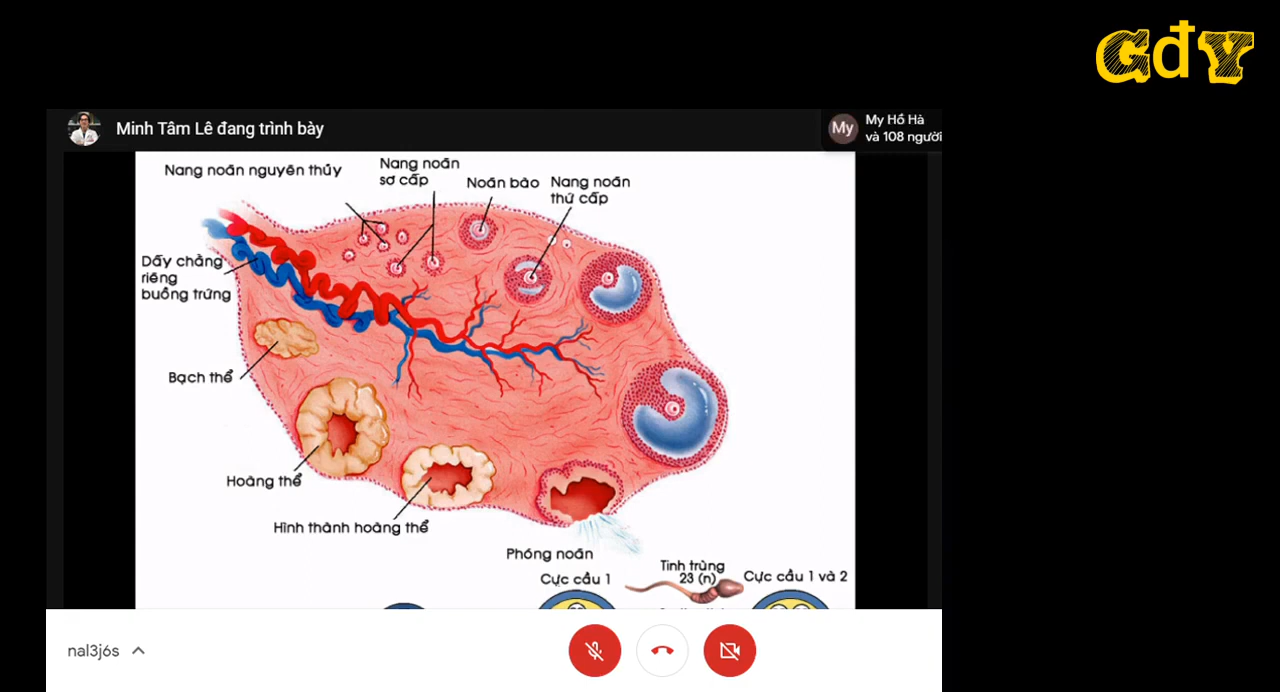 GđY
Minh Tâm Lê đang trình bày
My
My Hồ Hà
và 108 người
Nang noãn nguyên thủy
Nang noãn
sơ cấp
Noãn bào
Nang noãn
thứ cấp
Dấy chằng
riêng
buồng trứng
Bạch thể
Hoàng thể
Hình thành hoàng thể
Phóng noãn
Cực cầu 1
Tinh trùng
23 (n)
Cực cầu 1 và 2
nal3j6s